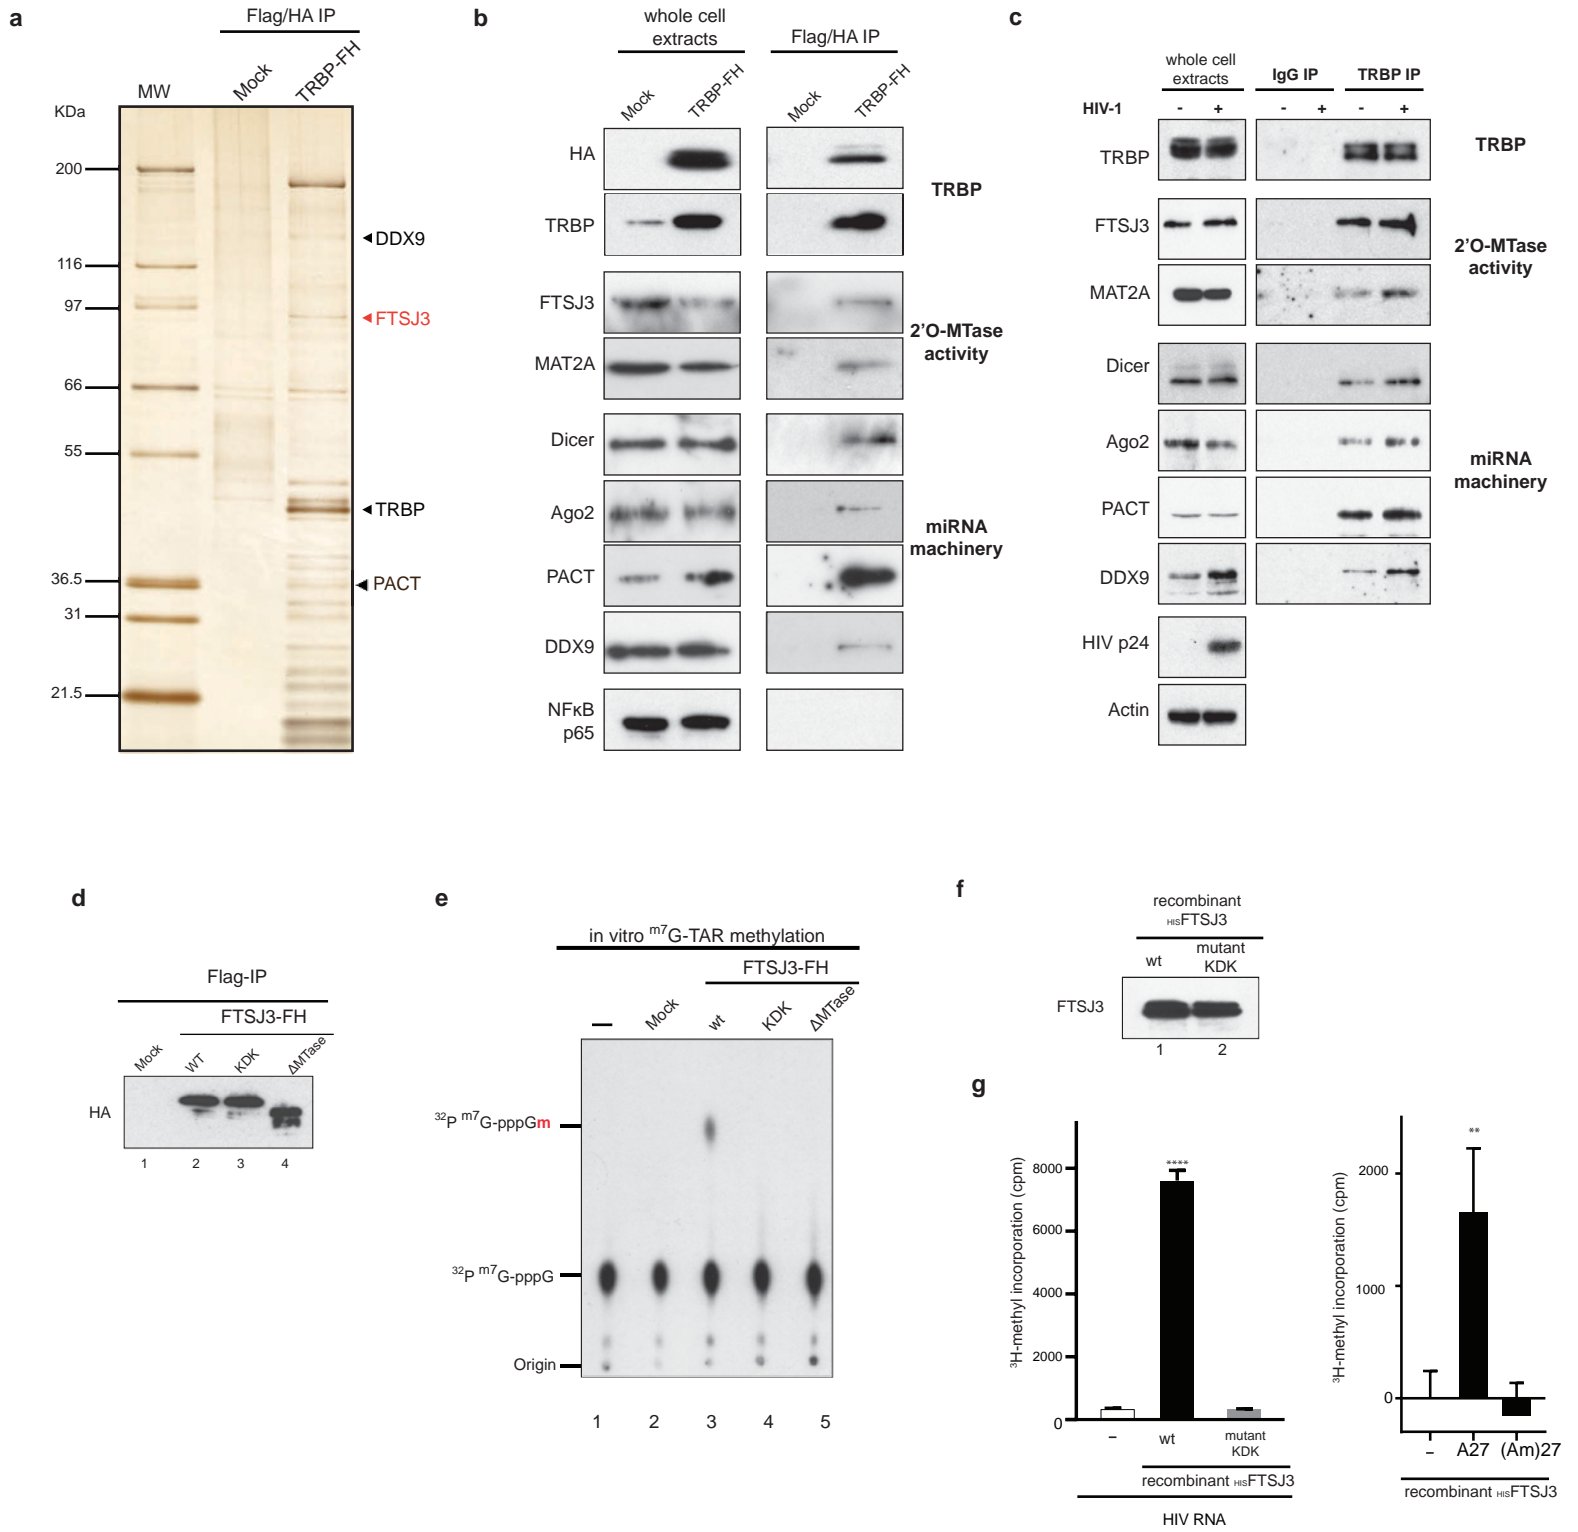 a
Flag/HA IP
MW
Mock
TRBP-FH
KDa
200
116
97
66
55
36.5
31
21.5
DDX9
FTSJ3
TRBP
PACT
b
whole cell
extracts
Flag/HA IP
Mock
TRBP-FH
Mock
TRBP-FH
HA
TRBP
TRBP
FTSJ3
MAT2A
2'O-MTase
activity
Dicer
Ago2
PACT
DDX9
miRNA
machinery
NFκB
p65
c
whole cell
extracts
IgG IP
TRBP IP
HIV-1
-
+
-
+
-
+
TRBP
TRBP
FTSJ3
MAT2A
2'O-MTase
activity
Dicer
Ago2
PACT
DDX9
miRNA
machinery
HIV p24
Actin
d
Flag-IP
FTSJ3-FH
Mock
WT
KDK
ΔMTase
HA
1
2
3
4
e
in vitro m7G-TAR methylation
FTSJ3-FH
–
Mock
wt
KDK
ΔMTase
32P m7G-pppGm
32P m7G-pppG
Origin
1
2
3
4
5
f
recombinant
HISFTSJ3
wt
mutant
KDK
FTSJ3
1
2
g
3H-methyl incorporation (cpm)
8000
6000
4000
2000
0
****
–
wt
mutant
KDK
recombinant HISFTSJ3
HIV RNA
3H-methyl incorporation (cpm)
2000
1000
0
**
–
A27
(Am)27
recombinant HISFTSJ3